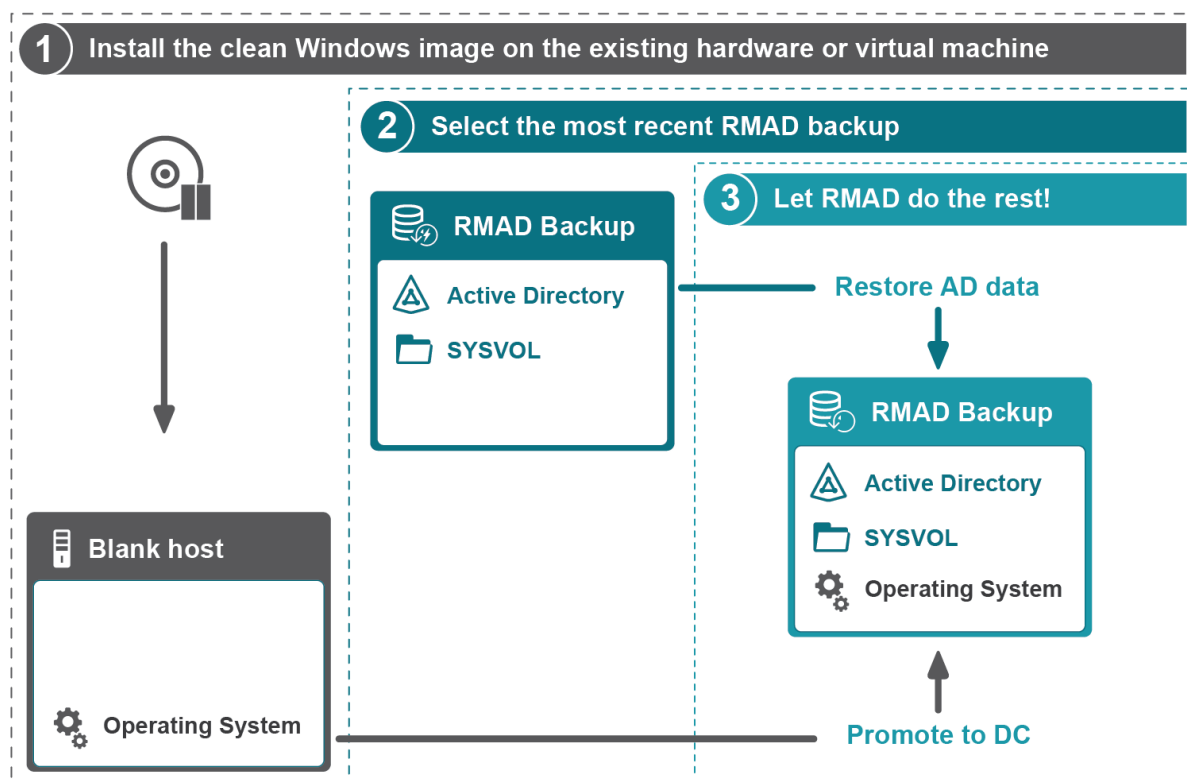 1 Install the clean Windows image on the existing hardware or virtual machine
2 Select the most recent RMAD backup
3 Let RMAD do the rest!
RMAD Backup
Active Directory
SYSVOL
Restore AD data
RMAD Backup
Active Directory
SYSVOL
Operating System
Blank host
Operating System
Promote to DC